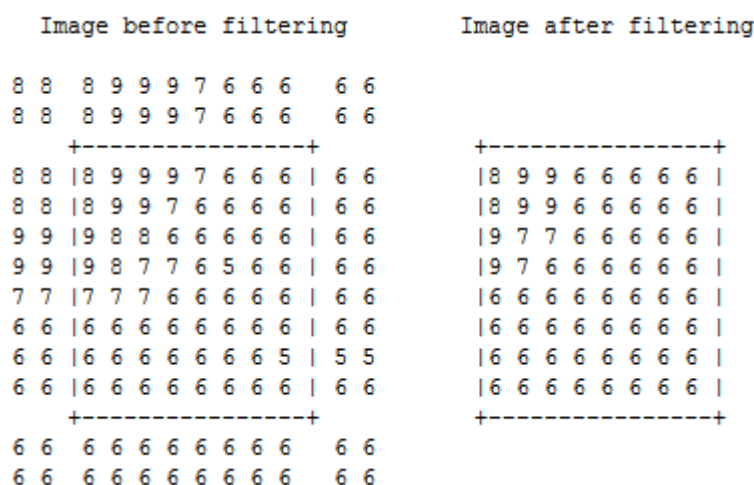 Image before filtering Image after filtering
8 8 8 9 9 9 7 6 6 6 6 6
8 8 8 9 9 9 7 6 6 6 6 6
+----------------+ +----------------+
8 8 |8 9 9 9 7 6 6 6 | 6 6 |8 9 9 6 6 6 6 6 |
8 8 |8 9 9 7 6 6 6 6 | 6 6 |8 9 9 6 6 6 6 6 |
9 9 |9 8 8 6 6 6 6 6 | 6 6 |9 7 7 6 6 6 6 6 |
9 9 |9 8 7 7 6 5 6 6 | 6 6 |9 7 6 6 6 6 6 6 |
7 7 |7 7 7 6 6 6 6 6 | 6 6 |6 6 6 6 6 6 6 6 |
6 6 |6 6 6 6 6 6 6 6 | 6 6 |6 6 6 6 6 6 6 6 |
6 6 |6 6 6 6 6 6 6 5 | 5 5 |6 6 6 6 6 6 6 6 |
6 6 |6 6 6 6 6 6 6 6 | 6 6 |6 6 6 6 6 6 6 6 |
+----------------+ +----------------+
6 6 6 6 6 6 6 6 6 6 6 6
6 6 6 6 6 6 6 6 6 6 6 6